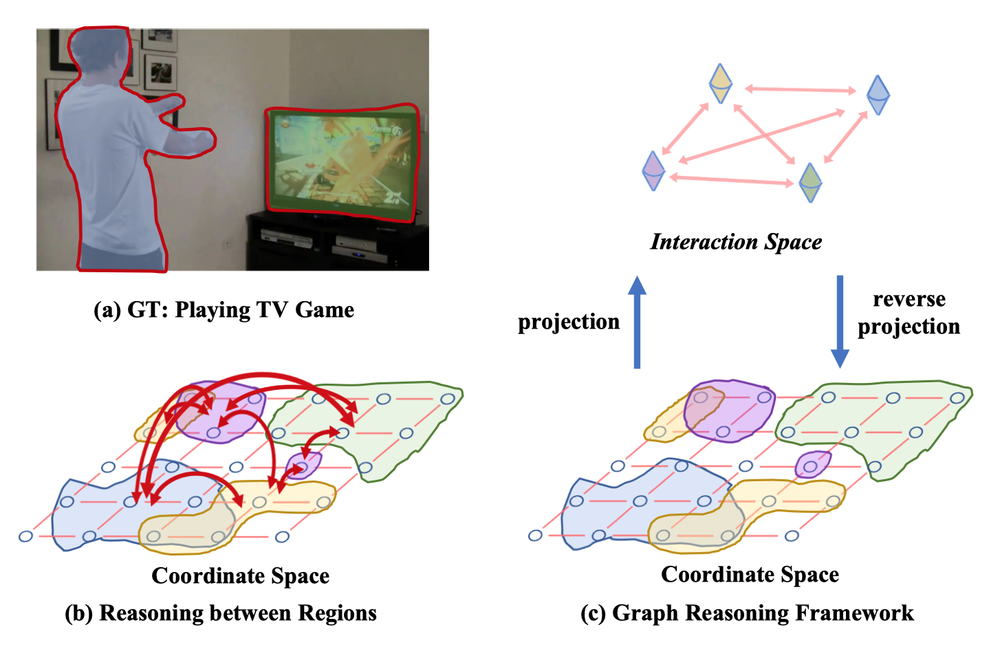 (a) GT: Playing TV Game
Interaction Space
projection
reverse
projection
Coordinate Space
(b) Reasoning between Regions
Coordinate Space
(c) Graph Reasoning Framework